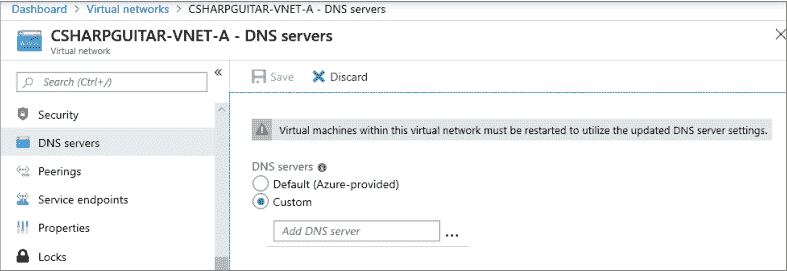 Dashboard > Virtual networks > CSHARPGUITAR-VNET-A - DNS servers
CSHARPGUITAR-VNET-A - DNS servers
Virtual network
Search (Ctrl+/)
«
Security
DNS servers
Peerings
Service endpoints
Properties
Locks
Save
Discard
Virtual machines within this virtual network must be restarted to utilize the updated DNS server settings.
DNS servers
Default (Azure-provided)
Custom
Add DNS server
...